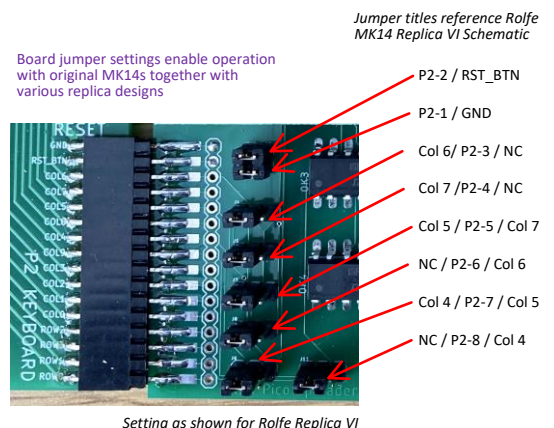 Jumper titles reference Rolfe
MK14 Replica VI Schematic
Board jumper settings enable operation
with original MK14s together with
various replica designs
P2-2 / RST_BTN
P2-1 / GND
Col 6/ P2-3 / NC
Col 7 /P2-4 / NC
Col 5 / P2-5 / Col 7
NC / P2-6 / Col 6
Col 4 / P2-7 / Col 5
NC / P2-8 / Col 4
RESET
GND
RST_BTN
COL6
COL7
COL5
COL4
COL3
COL2
COL1
COL0
P2 KEYBOARD
OK3
OK4
Setting as shown for Rolfe Replica VI